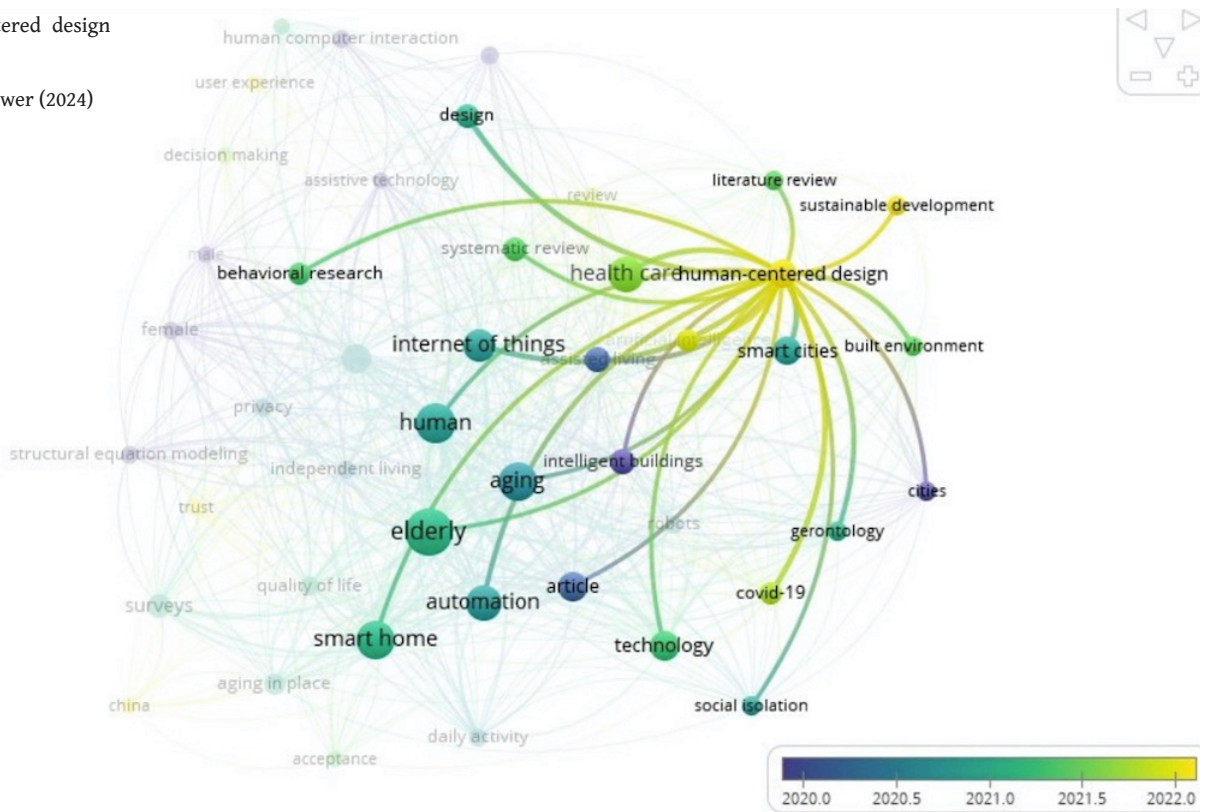 tered design
human computer interaction
user experience
wer (2024)
design
decision making
assistive technology
review
literature review
sustainable development
male
systematic review
behavioral research
health care
human-centered design
female
internet of things
assisted living
artificial intelligence
smart cities
built environment
privacy
human
structural equation modeling
independent living
intelligent buildings
aging
cities
trust
elderly
robots
gerontology
quality of life
article
covid-19
surveys
automation
smart home
technology
aging in place
china
social isolation
daily activity
acceptance
2020.0 2020.5 2021.0 2021.5 2022.0